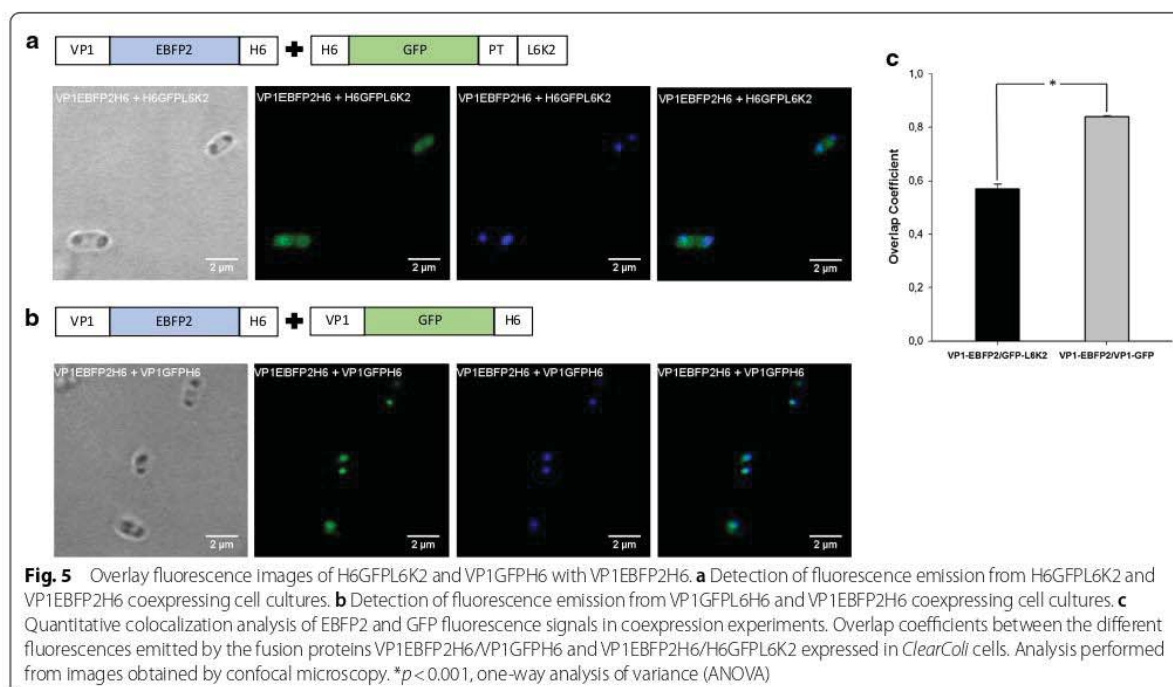 a
VP1 EBFP2 H6 + H6 GFP PT L6K2
VP1EBFP2H6 + H6GFPL6K2
VP1EBFP2H6 + H6GFPL6K2
VP1EBFP2H6 + H6GFPL6K2
VP1EBFP2H6 + H6GFPL6K2
2 µm
2 µm
2 µm
2 µm
b
VP1 EBFP2 H6 + VP1 GFP H6
VP1EBFP2H6 + VP1GFPH6
VP1EBFP2H6 + VP1GFPH6
VP1EBFP2H6 + VP1GFPH6
VP1EBFP2H6 + VP1GFPH6
2 µm
2 µm
2 µm
2 µm
c
Overlap Coefficient
1,0
0,8
0,6
0,4
0,2
0,0
*
VP1-EBFP2/GFP-L6K2 VP1-EBFP2/VP1-GFP
Fig. 5 Overlay fluorescence images of H6GFPL6K2 and VP1GFPH6 with VP1EBFP2H6. a Detection of fluorescence emission from H6GFPL6K2 and
VP1EBFP2H6 coexpressing cell cultures. b Detection of fluorescence emission from VP1GFPL6H6 and VP1EBFP2H6 coexpressing cell cultures. c
Quantitative colocalization analysis of EBFP2 and GFP fluorescence signals in coexpression experiments. Overlap coefficients between the different
fluorescences emitted by the fusion proteins VP1EBFP2H6/VP1GFPH6 and VP1EBFP2H6/H6GFPL6K2 expressed in ClearColi cells. Analysis performed
from images obtained by confocal microscopy. *p < 0.001, one-way analysis of variance (ANOVA)